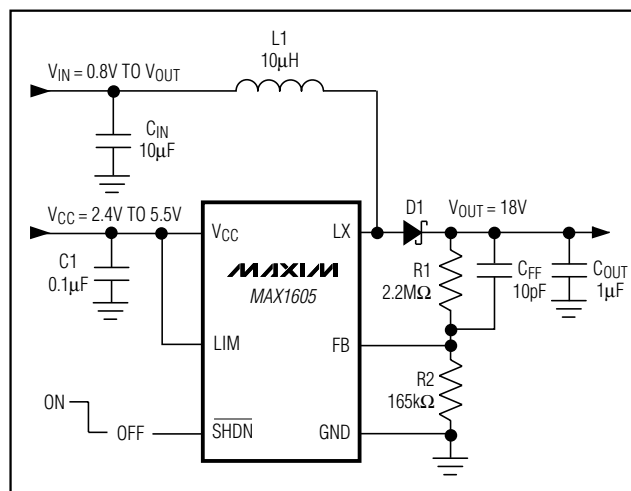 L1
10µH
VIN = 0.8V TO VOUT
CIN
10µF
VCC = 2.4V TO 5.5V
C1
0.1µF
VCC
LX
MAXIM
MAX1605
LIM
FB
SHDN
GND
ON
OFF
D1
VOUT = 18V
R1
2.2MΩ
CFF
10pF
COUT
1µF
R2
165kΩ